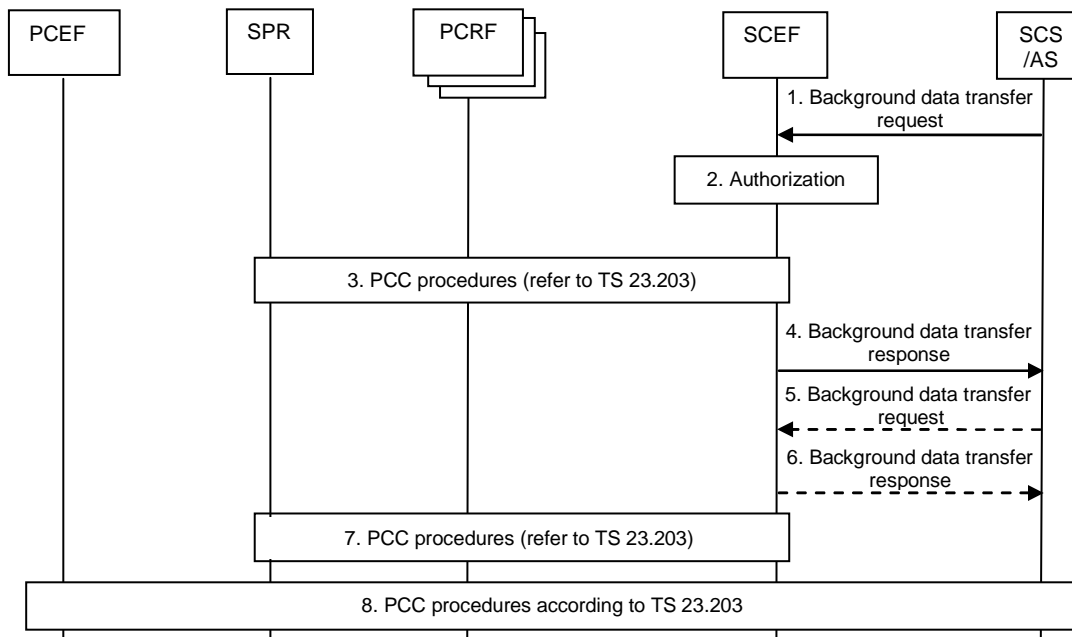 PCEF
SPR
PCRF
SCEF
SCS
/AS
1. Background data transfer
request
2. Authorization
3. PCC procedures (refer to TS 23.203)
4. Background data transfer
response
5. Background data transfer
request
6. Background data transfer
response
7. PCC procedures (refer to TS 23.203)
8. PCC procedures according to TS 23.203